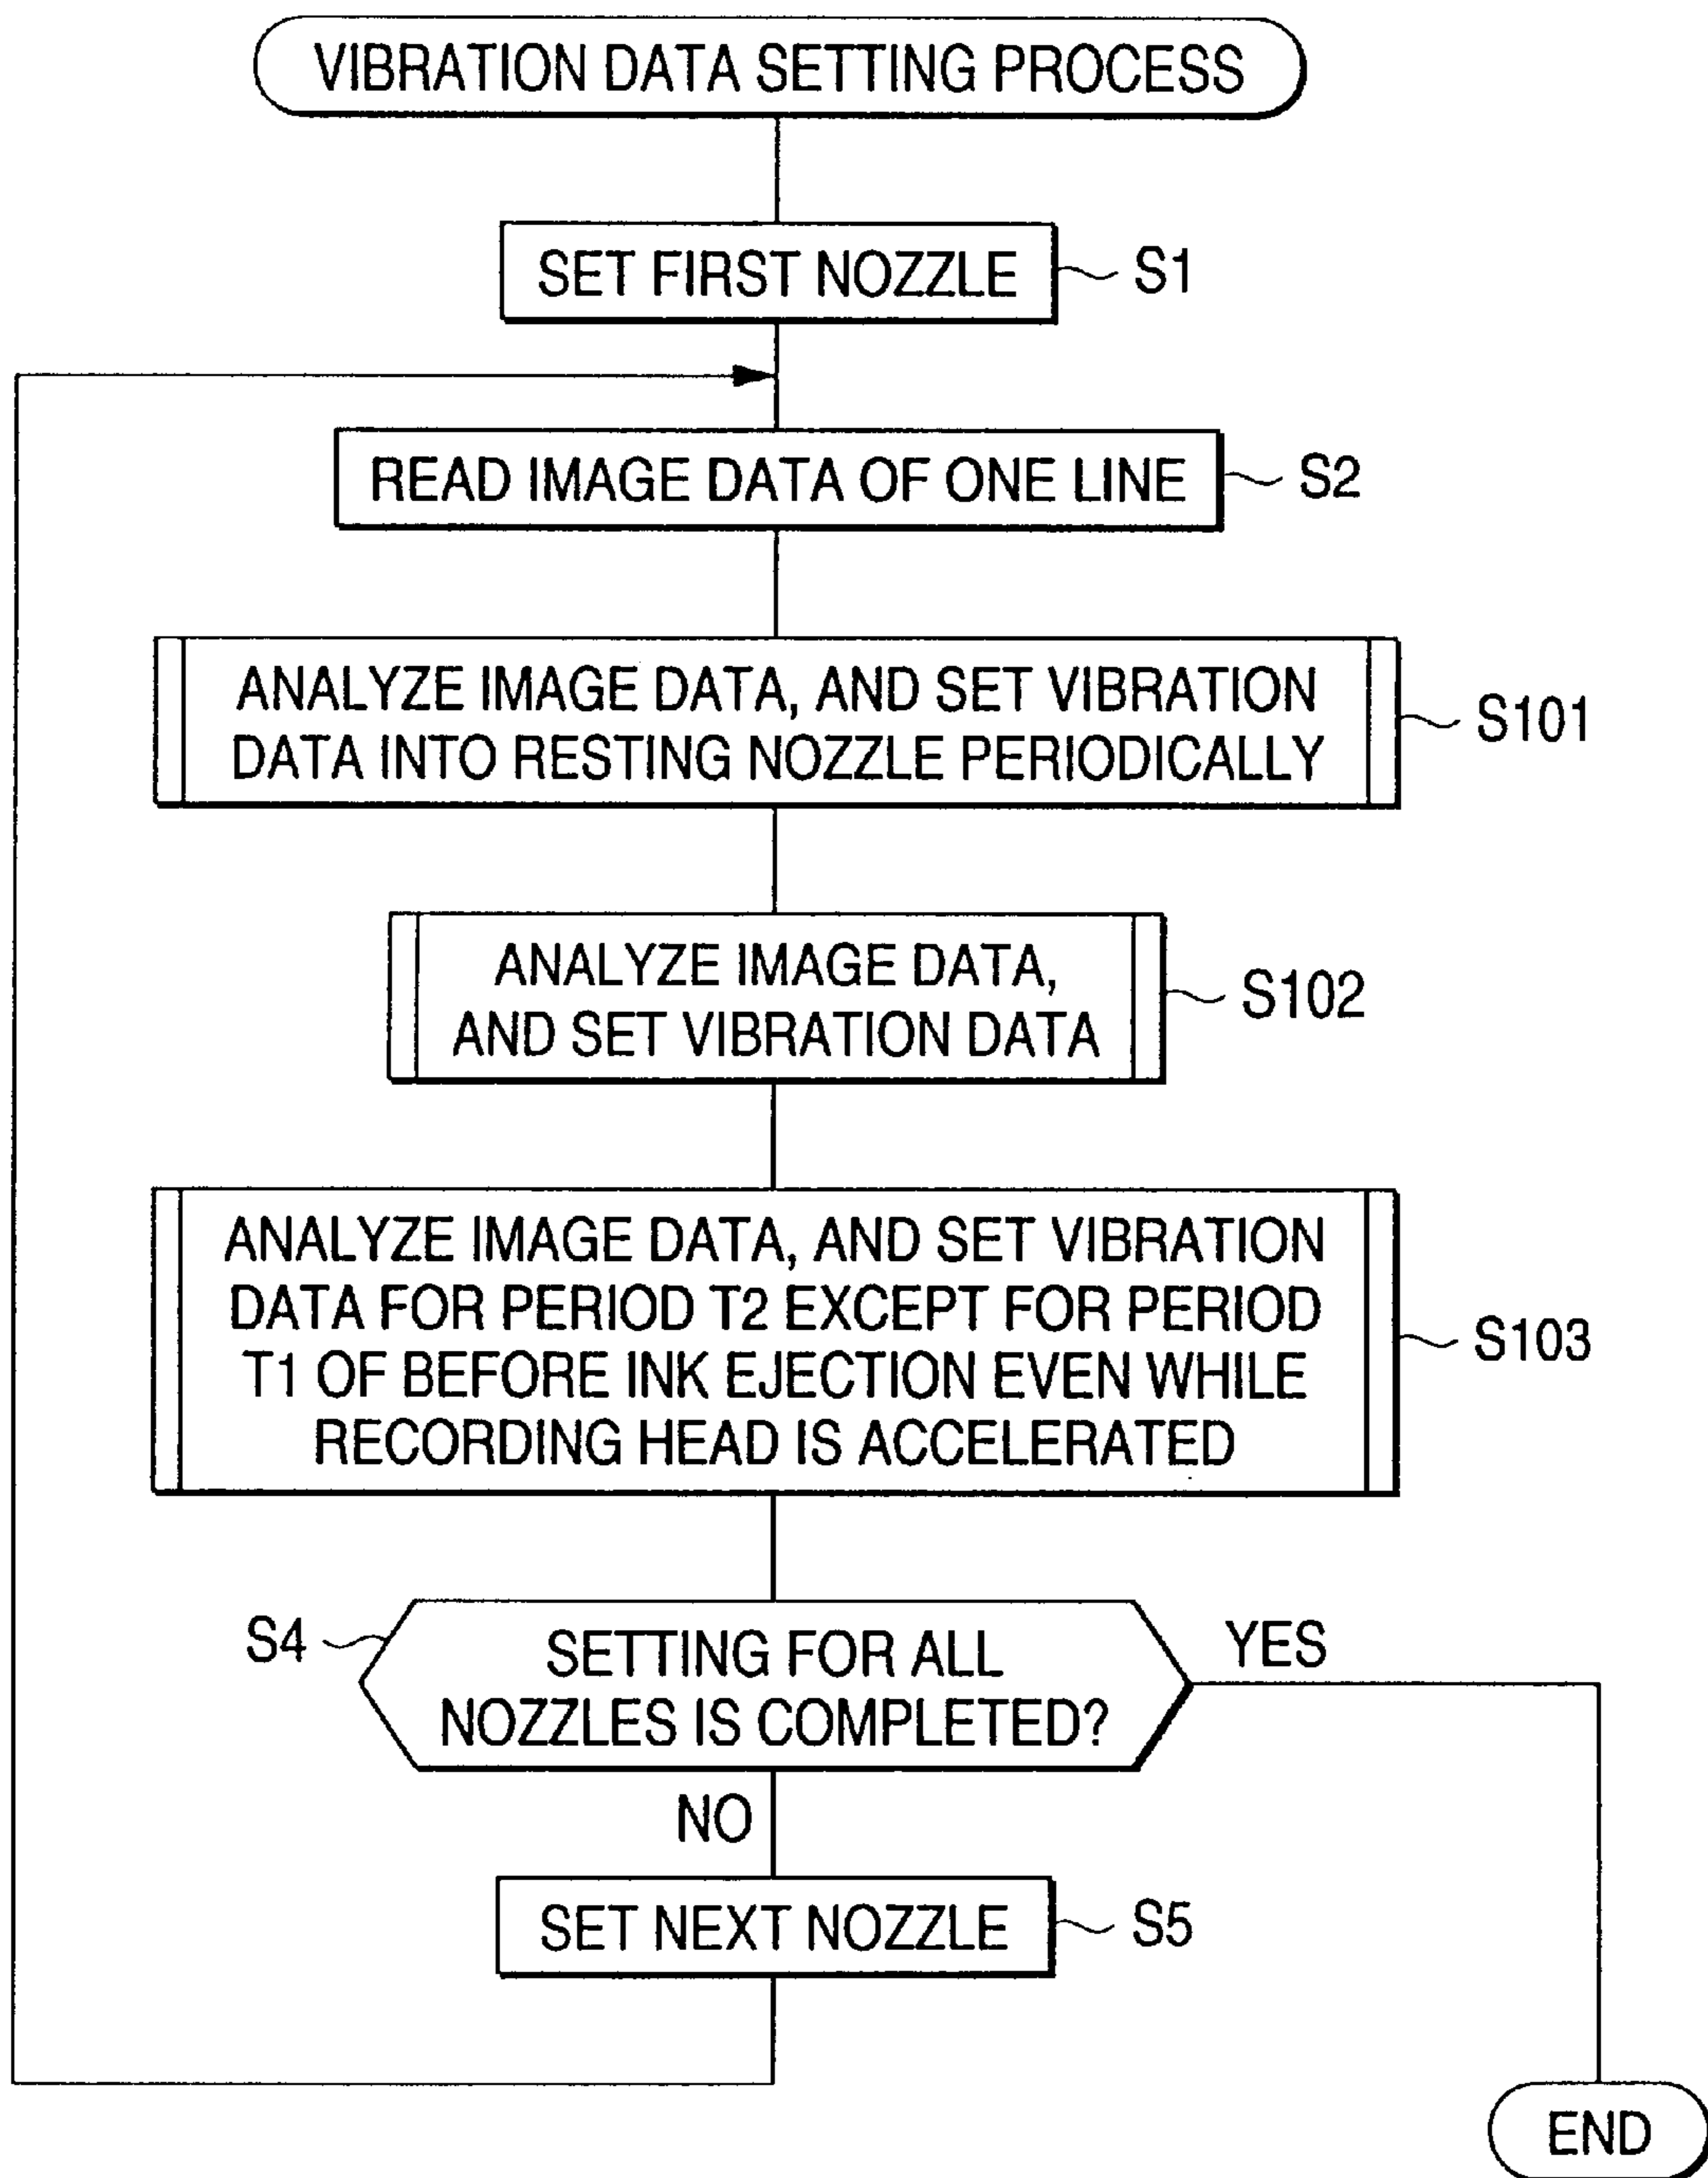 VIBRATION DATA SETTING PROCESS
SET FIRST NOZZLE
S1
READ IMAGE DATA OF ONE LINE
S2
ANALYZE IMAGE DATA, AND SET VIBRATION
DATA INTO RESTING NOZZLE PERIODICALLY
S101
ANALYZE IMAGE DATA,
AND SET VIBRATION DATA
S102
ANALYZE IMAGE DATA, AND SET VIBRATION
DATA FOR PERIOD T2 EXCEPT FOR PERIOD
T1 OF BEFORE INK EJECTION EVEN WHILE
RECORDING HEAD IS ACCELERATED
S103
S4
SETTING FOR ALL
NOZZLES IS COMPLETED?
YES
NO
SET NEXT NOZZLE
S5
END